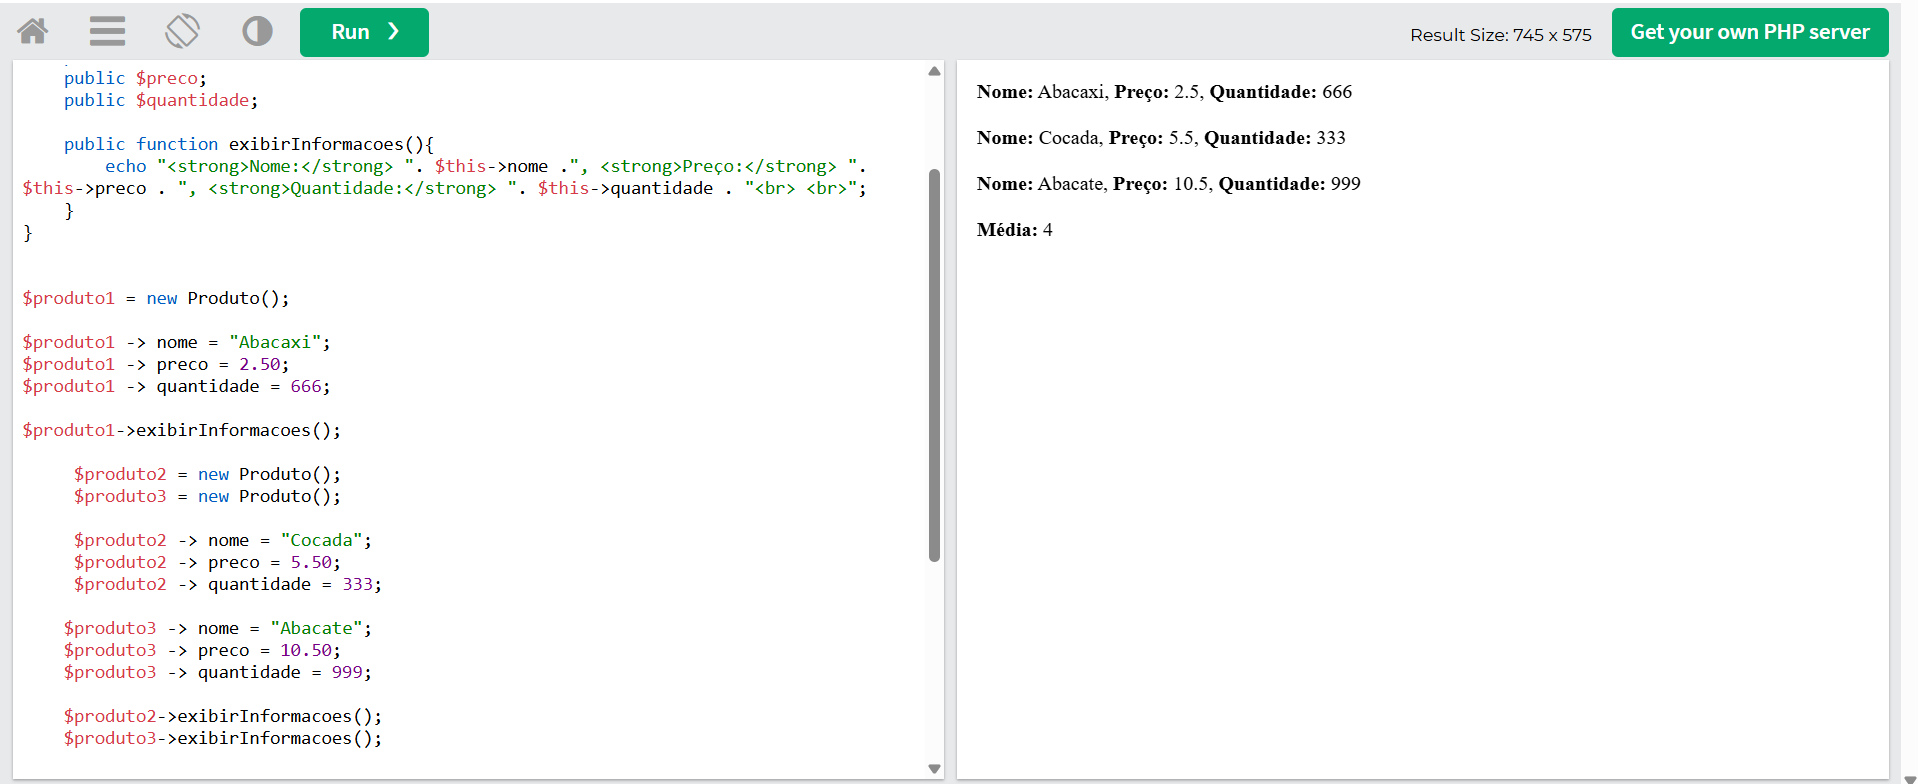 Run ❯
Result Size: 745 x 575
Get your own PHP server
public $preco;
public $quantidade;
public function exibirInformacoes(){
echo "<strong>Nome:</strong> ". $this->nome .", <strong>Preço:</strong> ".
$this->preco . ", <strong>Quantidade:</strong> ". $this->quantidade . "<br> <br>";
}
}
$produto1 = new Produto();
$produto1 -> nome = "Abacaxi";
$produto1 -> preco = 2.50;
$produto1 -> quantidade = 666;
$produto1->exibirInformacoes();
$produto2 = new Produto();
$produto3 = new Produto();
$produto2 -> nome = "Cocada";
$produto2 -> preco = 5.50;
$produto2 -> quantidade = 333;
$produto3 -> nome = "Abacate";
$produto3 -> preco = 10.50;
$produto3 -> quantidade = 999;
$produto2->exibirInformacoes();
$produto3->exibirInformacoes();
Nome: Abacaxi, Preço: 2.5, Quantidade: 666
Nome: Cocada, Preço: 5.5, Quantidade: 333
Nome: Abacate, Preço: 10.5, Quantidade: 999
Média: 4